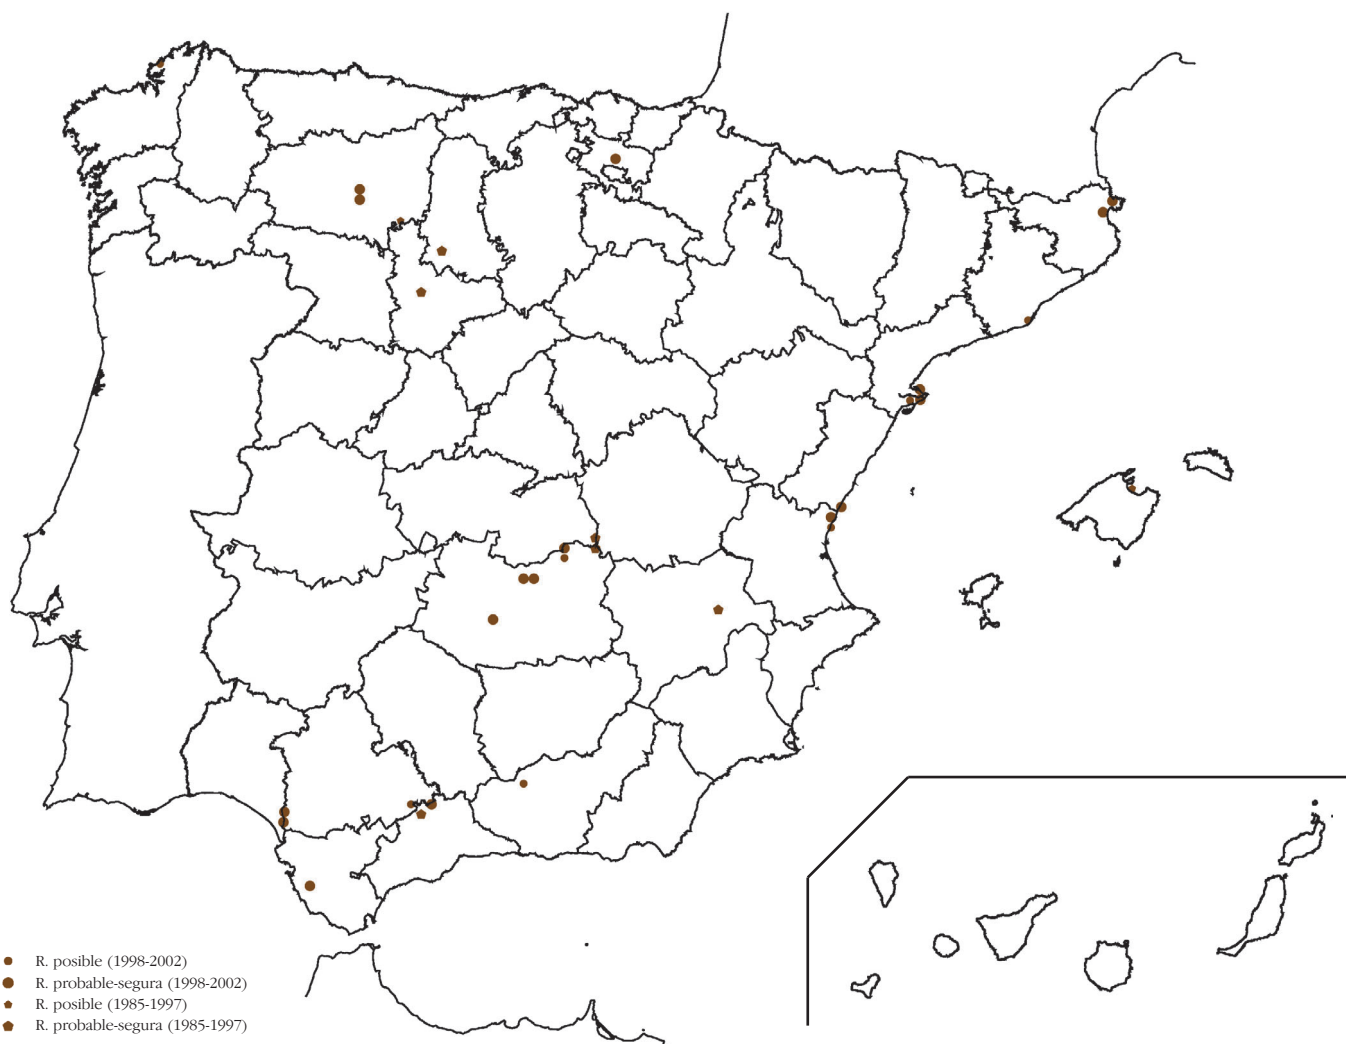 R. posible (1998-2002)
R. probable-segura (1998-2002)
R. posible (1985-1997)
R. probable-segura (1985-1997)